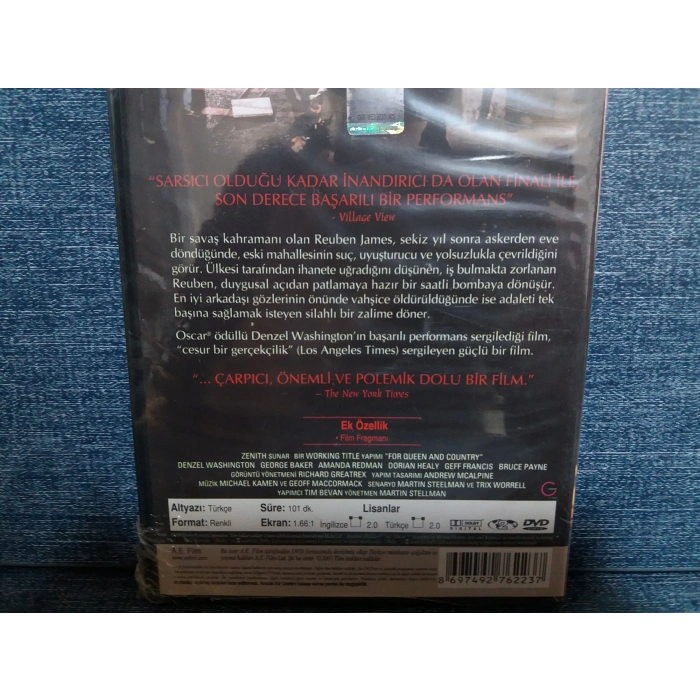 “SARSICI OLDUĞU KADAR İNANDIRICI DA OLAN FİNALİ İLE
SON DERECE BAŞARILI BİR PERFORMANS”
- Village View
Bir savaş kahramanı olan Reuben James, sekiz yıl sonra askerden eve
döndüğünde, eski mahallesinin suç, uyuşturucu ve yolsuzlukla çevrildiğini
görür. Ülkesi tarafından ihanete uğradığını düşünen, iş bulmakta zorlanan
Reuben, duygusal açıdan patlamaya hazır bir saatli bombaya dönüşür.
En iyi arkadaşı gözlerinin önünde vahşice öldürüldüğünde ise adaleti tek
başına sağlamak isteyen silahlı bir zalime döner.
Oscar® ödüllü Denzel Washington'ın başarılı performans sergilediği film,
“cesur bir gerçekçilik” (Los Angeles Times) sergileyen güçlü bir film.
“... ÇARPICI, ÖNEMLİ VE POLEMİK DOLU BİR FİLM.”
– The New York Times
Ek Özellik
• Film Fragmanı
ZENITH SUNAR BİR WORKING TITLE YAPIMI "FOR QUEEN AND COUNTRY"
DENZEL WASHINGTON GEORGE BAKER AMANDA REDMAN DORIAN HEALY GEFF FRANCIS BRUCE PAYNE
GÖRÜNTÜ YÖNETMENİ RICHARD GREATREX YAPIM TASARIMI ANDREW MCALPINE
MÜZİK MICHAEL KAMEN VE GEOFF MACCORMACK SENARYO MARTIN STEELMAN VE TRIX WORRELL
YAPIMCI TIM BEVAN YÖNETMEN MARTIN STELLMAN
G
Altyazı: Türkçe Süre: 101 dk. Lisanlar
Format: Renkli Ekran: 1.66:1 İngilizce 2.0 Türkçe 2.0 DOLBY DIGITAL DVD
A.E. Film
8 697492 762237